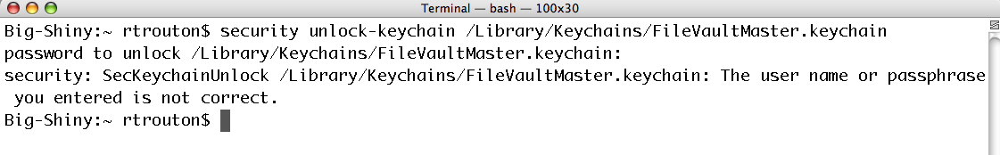 Terminal — bash — 100x30
Big-Shiny:~ rtrouton$ security unlock-keychain /Library/Keychains/FileVaultMaster.keychain
password to unlock /Library/Keychains/FileVaultMaster.keychain:
security: SecKeychainUnlock /Library/Keychains/FileVaultMaster.keychain: The user name or passphrase
you entered is not correct.
Big-Shiny:~ rtrouton$